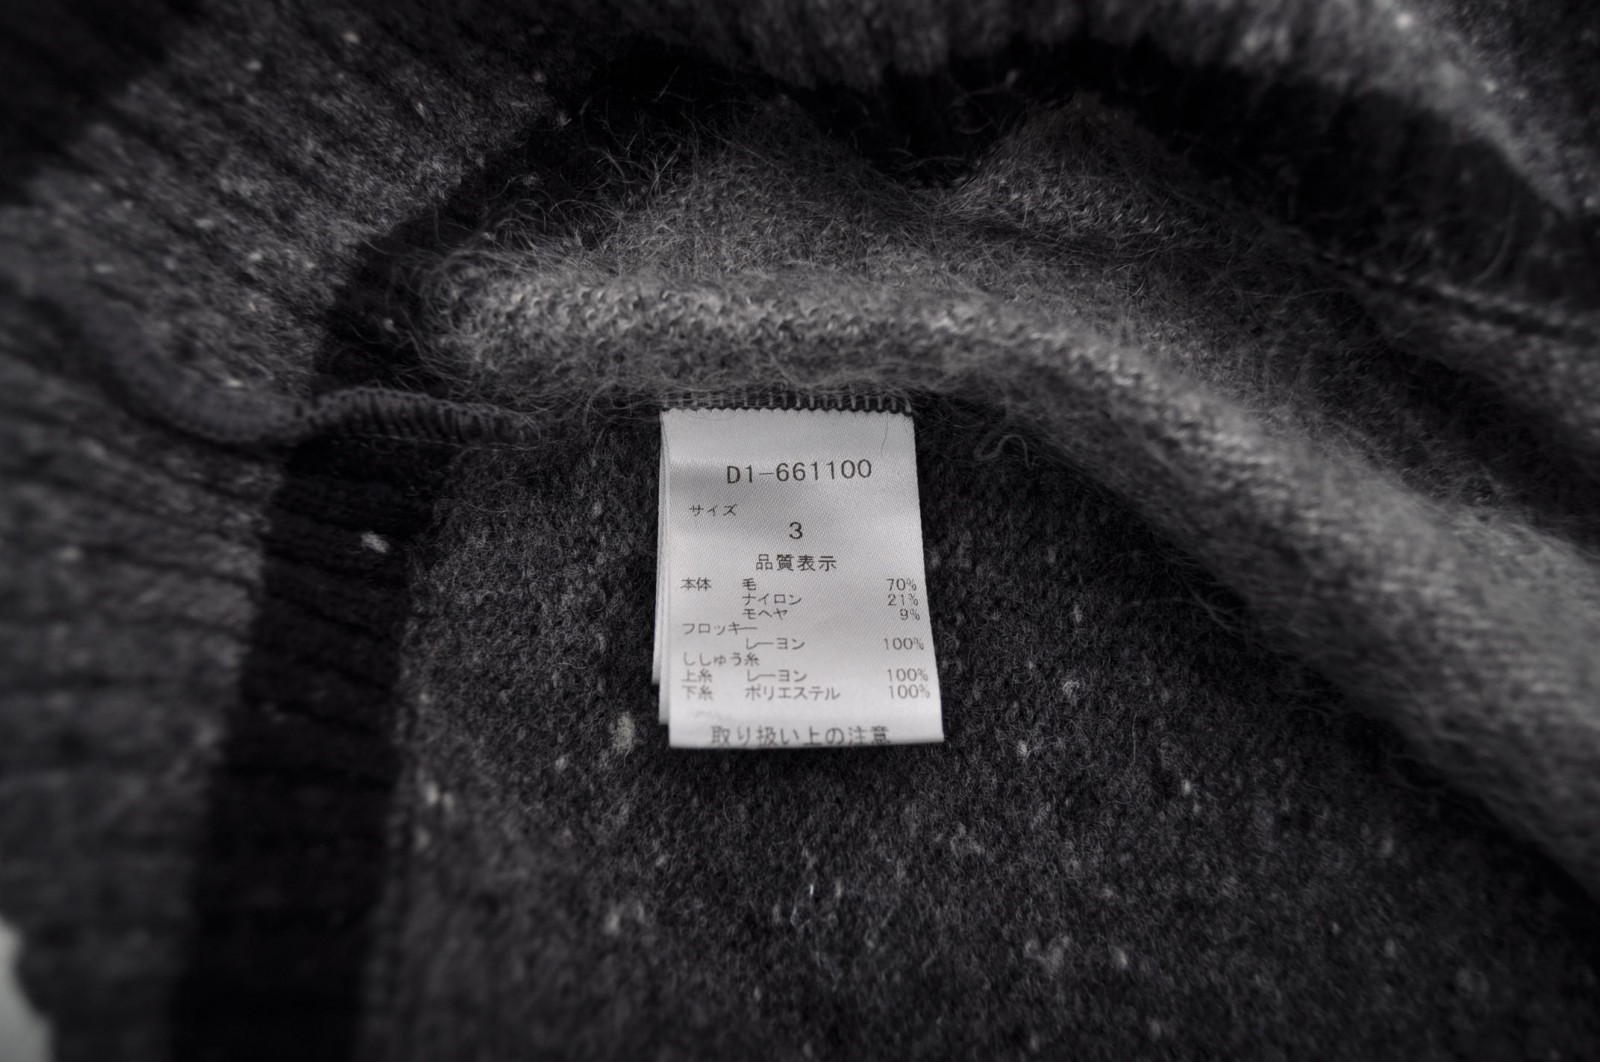 D1-661100
サイズ
3
品質表示
本体 毛 70%
ナイロン 21%
モヘヤ 9%
フロッキー
レーヨン 100%
ししゅう糸
上糸 レーヨン 100%
下糸 ポリエステル 100%
取り扱い上の注意